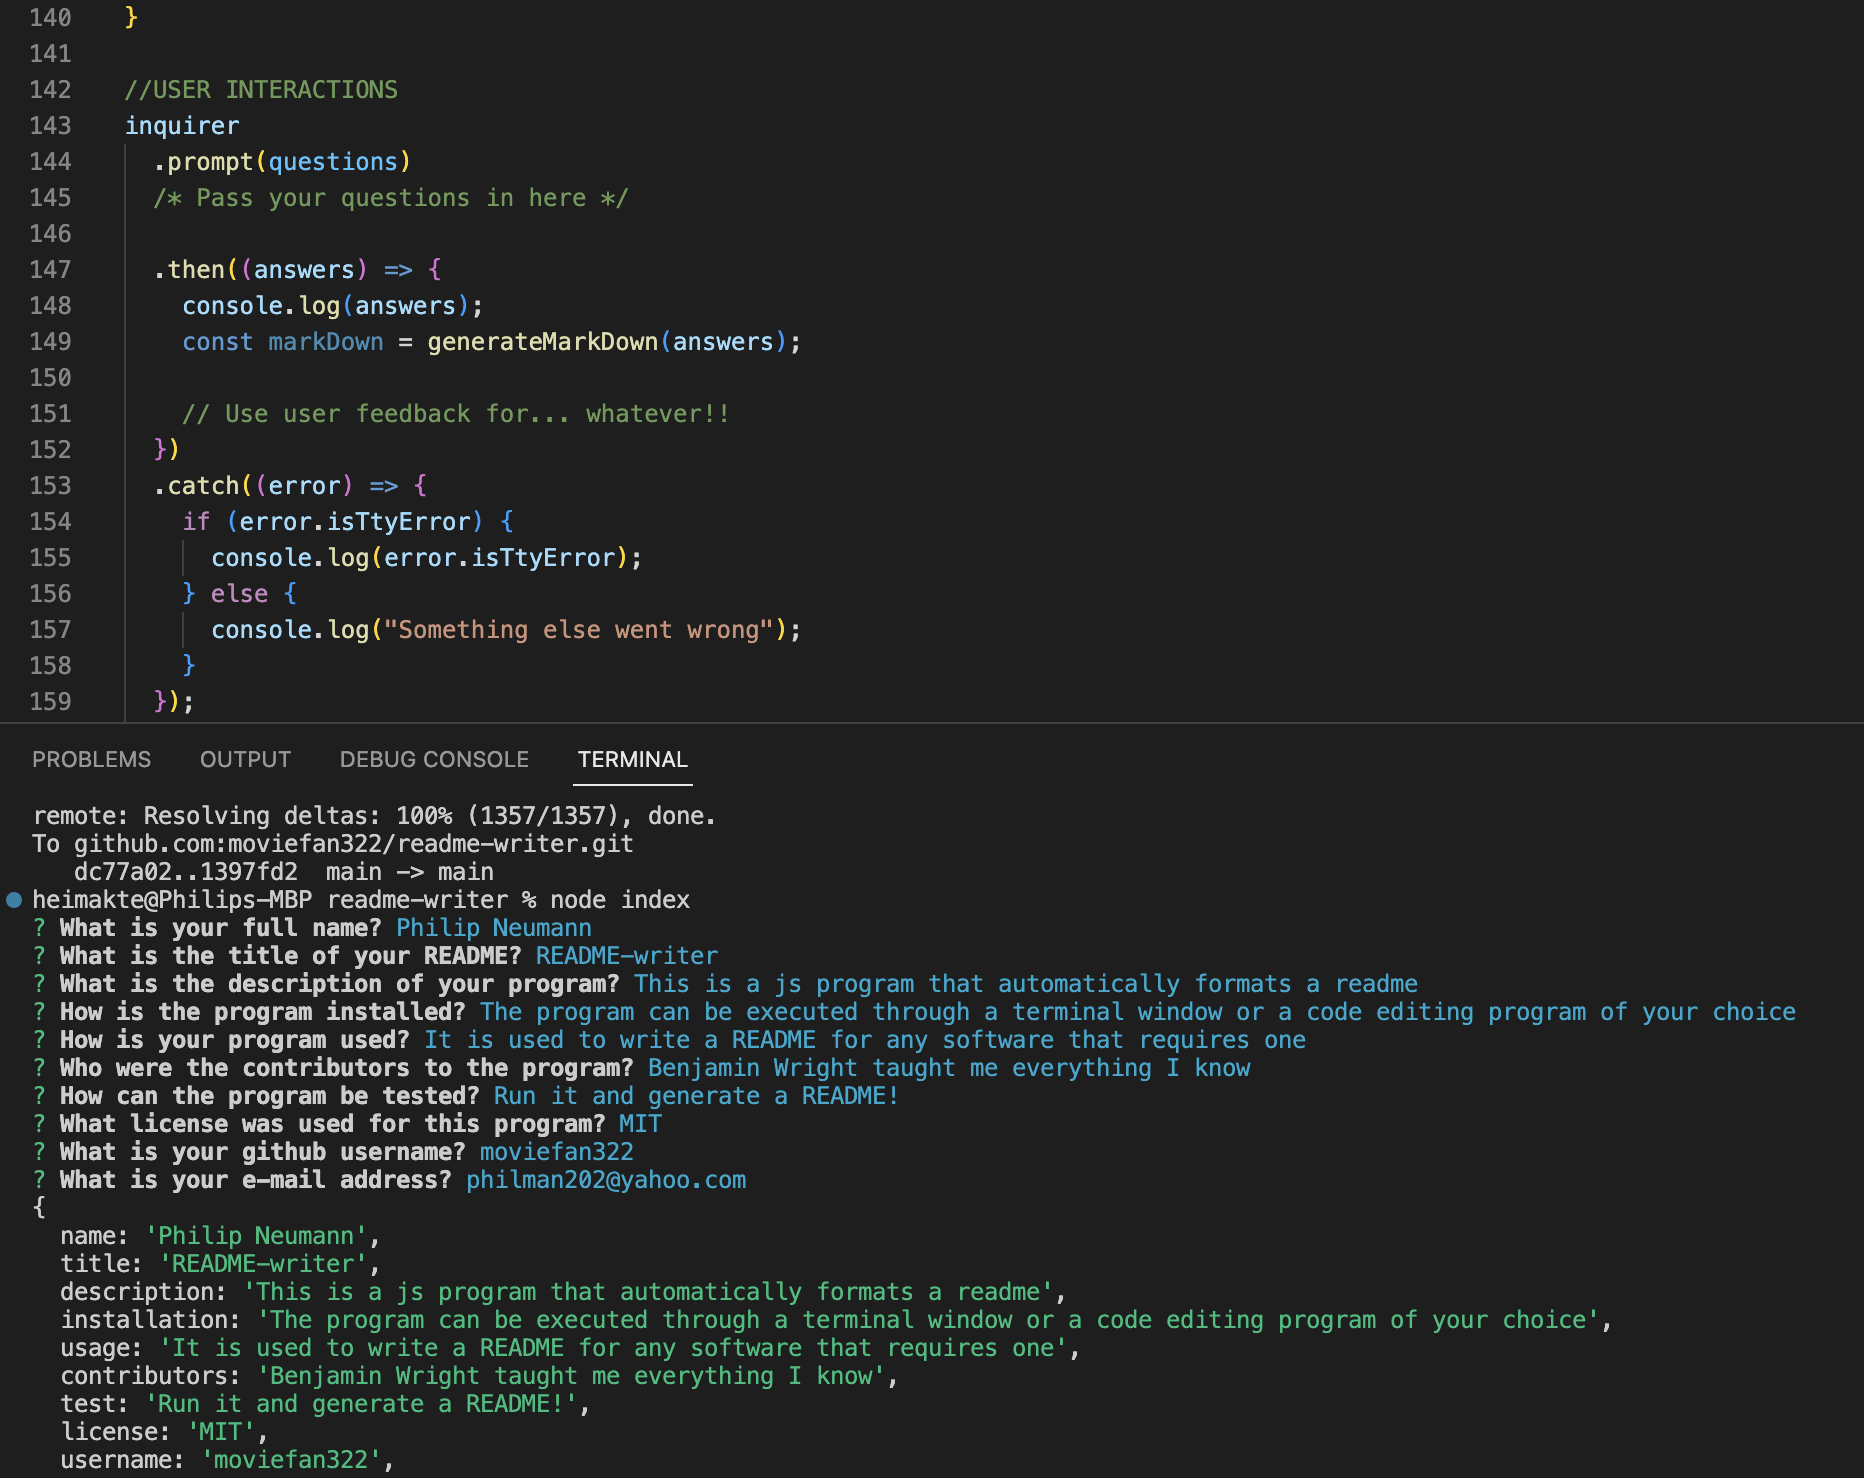 140 }
141
142 //USER INTERACTIONS
143 inquirer
144 .prompt(questions)
145 /* Pass your questions in here */
146
147 .then((answers) => {
148 console.log(answers);
149 const markDown = generateMarkDown(answers);
150
151 // Use user feedback for... whatever!!
152 })
153 .catch((error) => {
154 if (error.isTtyError) {
155 console.log(error.isTtyError);
156 } else {
157 console.log("Something else went wrong");
158 }
159 });
PROBLEMS OUTPUT DEBUG CONSOLE TERMINAL
remote: Resolving deltas: 100% (1357/1357), done.
To github.com:moviefan322/readme-writer.git
dc77a02..1397fd2 main -> main
heimakte@Philips-MBP readme-writer % node index
? What is your full name? Philip Neumann
? What is the title of your README? README-writer
? What is the description of your program? This is a js program that automatically formats a readme
? How is the program installed? The program can be executed through a terminal window or a code editing program of your choice
? How is your program used? It is used to write a README for any software that requires one
? Who were the contributors to the program? Benjamin Wright taught me everything I know
? How can the program be tested? Run it and generate a README!
? What license was used for this program? MIT
? What is your github username? moviefan322
? What is your e-mail address? philman202@yahoo.com
{
name: 'Philip Neumann',
title: 'README-writer',
description: 'This is a js program that automatically formats a readme',
installation: 'The program can be executed through a terminal window or a code editing program of your choice',
usage: 'It is used to write a README for any software that requires one',
contributors: 'Benjamin Wright taught me everything I know',
test: 'Run it and generate a README!',
license: 'MIT',
username: 'moviefan322',